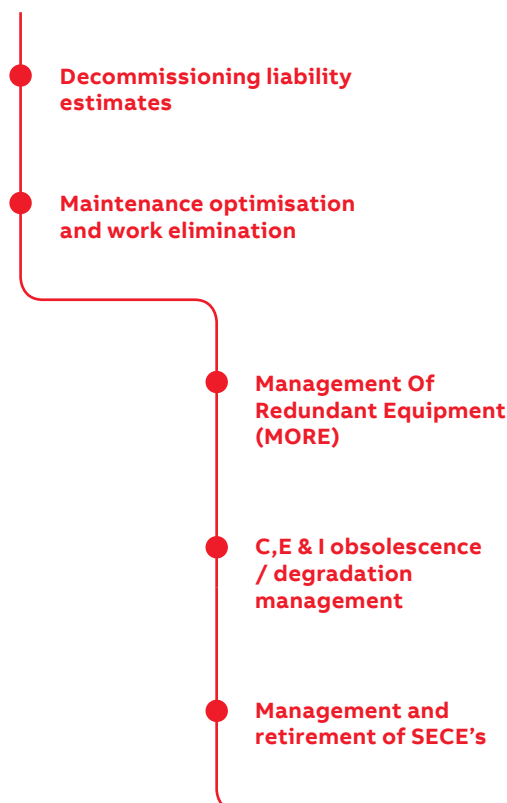 Decommissioning liability
estimates
Maintenance optimisation
and work elimination
Management Of
Redundant Equipment
(MORE)
C,E & I obsolescence
/ degradation
management
Management and
retirement of SECE’s